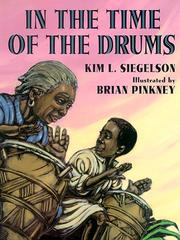 IN THE TIME
OF THE DRUMS
KIM L. SIEGELSON
Illustrated by
BRIAN PINKNEY